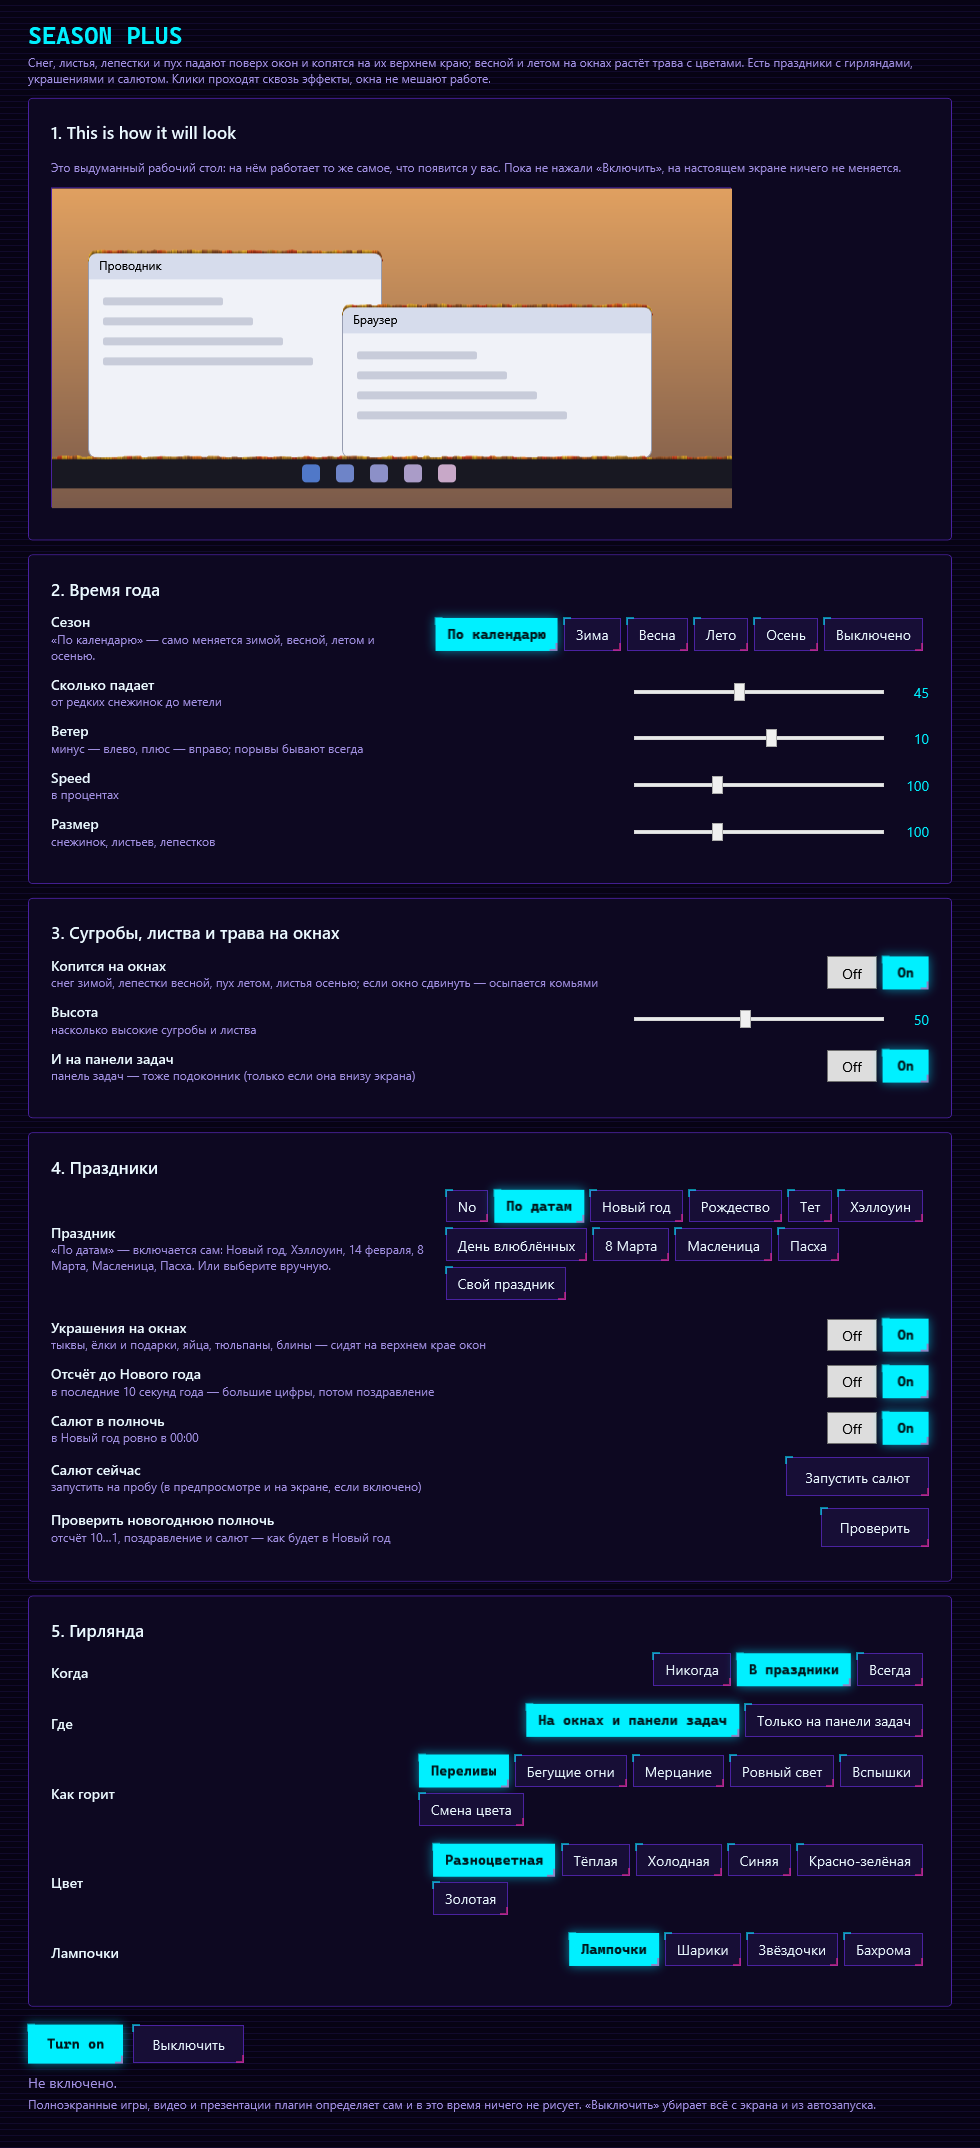 SEASON PLUS
Снег, листья, лепестки и пух падают поверх окон и копятся на их верхнем краю; весной и летом на окнах растёт трава с цветами. Есть праздники с гирляндами,
украшениями и салютом. Клики проходят сквозь эффекты, окна не мешают работе.
1. This is how it will look
Это выдуманный рабочий стол: на нём работает то же самое, что появится у вас. Пока не нажали «Включить», на настоящем экране ничего не меняется.
Проводник
Браузер
2. Время года
Сезон
«По календарю» — само меняется зимой, весной, летом и
осенью.
По календарю Зима Весна Лето Осень Выключено
Сколько падает
от редких снежинок до метели
45
Ветер
минус — влево, плюс — вправо; порывы бывают всегда
10
Speed
в процентах
100
Размер
снежинок, листьев, лепестков
100
3. Сугробы, листва и трава на окнах
Копится на окнах
снег зимой, лепестки весной, пух летом, листья осенью; если окно сдвинуть — осыпается комьями
Off On
Высота
насколько высокие сугробы и листва
50
И на панели задач
панель задач — тоже подоконник (только если она внизу экрана)
Off On
4. Праздники
Праздник
«По датам» — включается сам: Новый год, Хэллоуин, 14 февраля, 8
Марта, Масленица, Пасха. Или выберите вручную.
No По датам Новый год Рождество Тет Хэллоуин
День влюблённых 8 Марта Масленица Пасха
Свой праздник
Украшения на окнах
тыквы, ёлки и подарки, яйца, тюльпаны, блины — сидят на верхнем крае окон
Off On
Отсчёт до Нового года
в последние 10 секунд года — большие цифры, потом поздравление
Off On
Салют в полночь
в Новый год ровно в 00:00
Off On
Салют сейчас
запустить на пробу (в предпросмотре и на экране, если включено)
Запустить салют
Проверить новогоднюю полночь
отсчёт 10…1, поздравление и салют — как будет в Новый год
Проверить
5. Гирлянда
Когда
Никогда В праздники Всегда
Где
На окнах и панели задач Только на панели задач
Как горит
Переливы Бегущие огни Мерцание Ровный свет Вспышки
Смена цвета
Цвет
Разноцветная Тёплая Холодная Синяя Красно-зелёная
Золотая
Лампочки
Лампочки Шарики Звёздочки Бахрома
Turn on Выключить
Не включено.
Полноэкранные игры, видео и презентации плагин определяет сам и в это время ничего не рисует. «Выключить» убирает всё с экрана и из автозапуска.